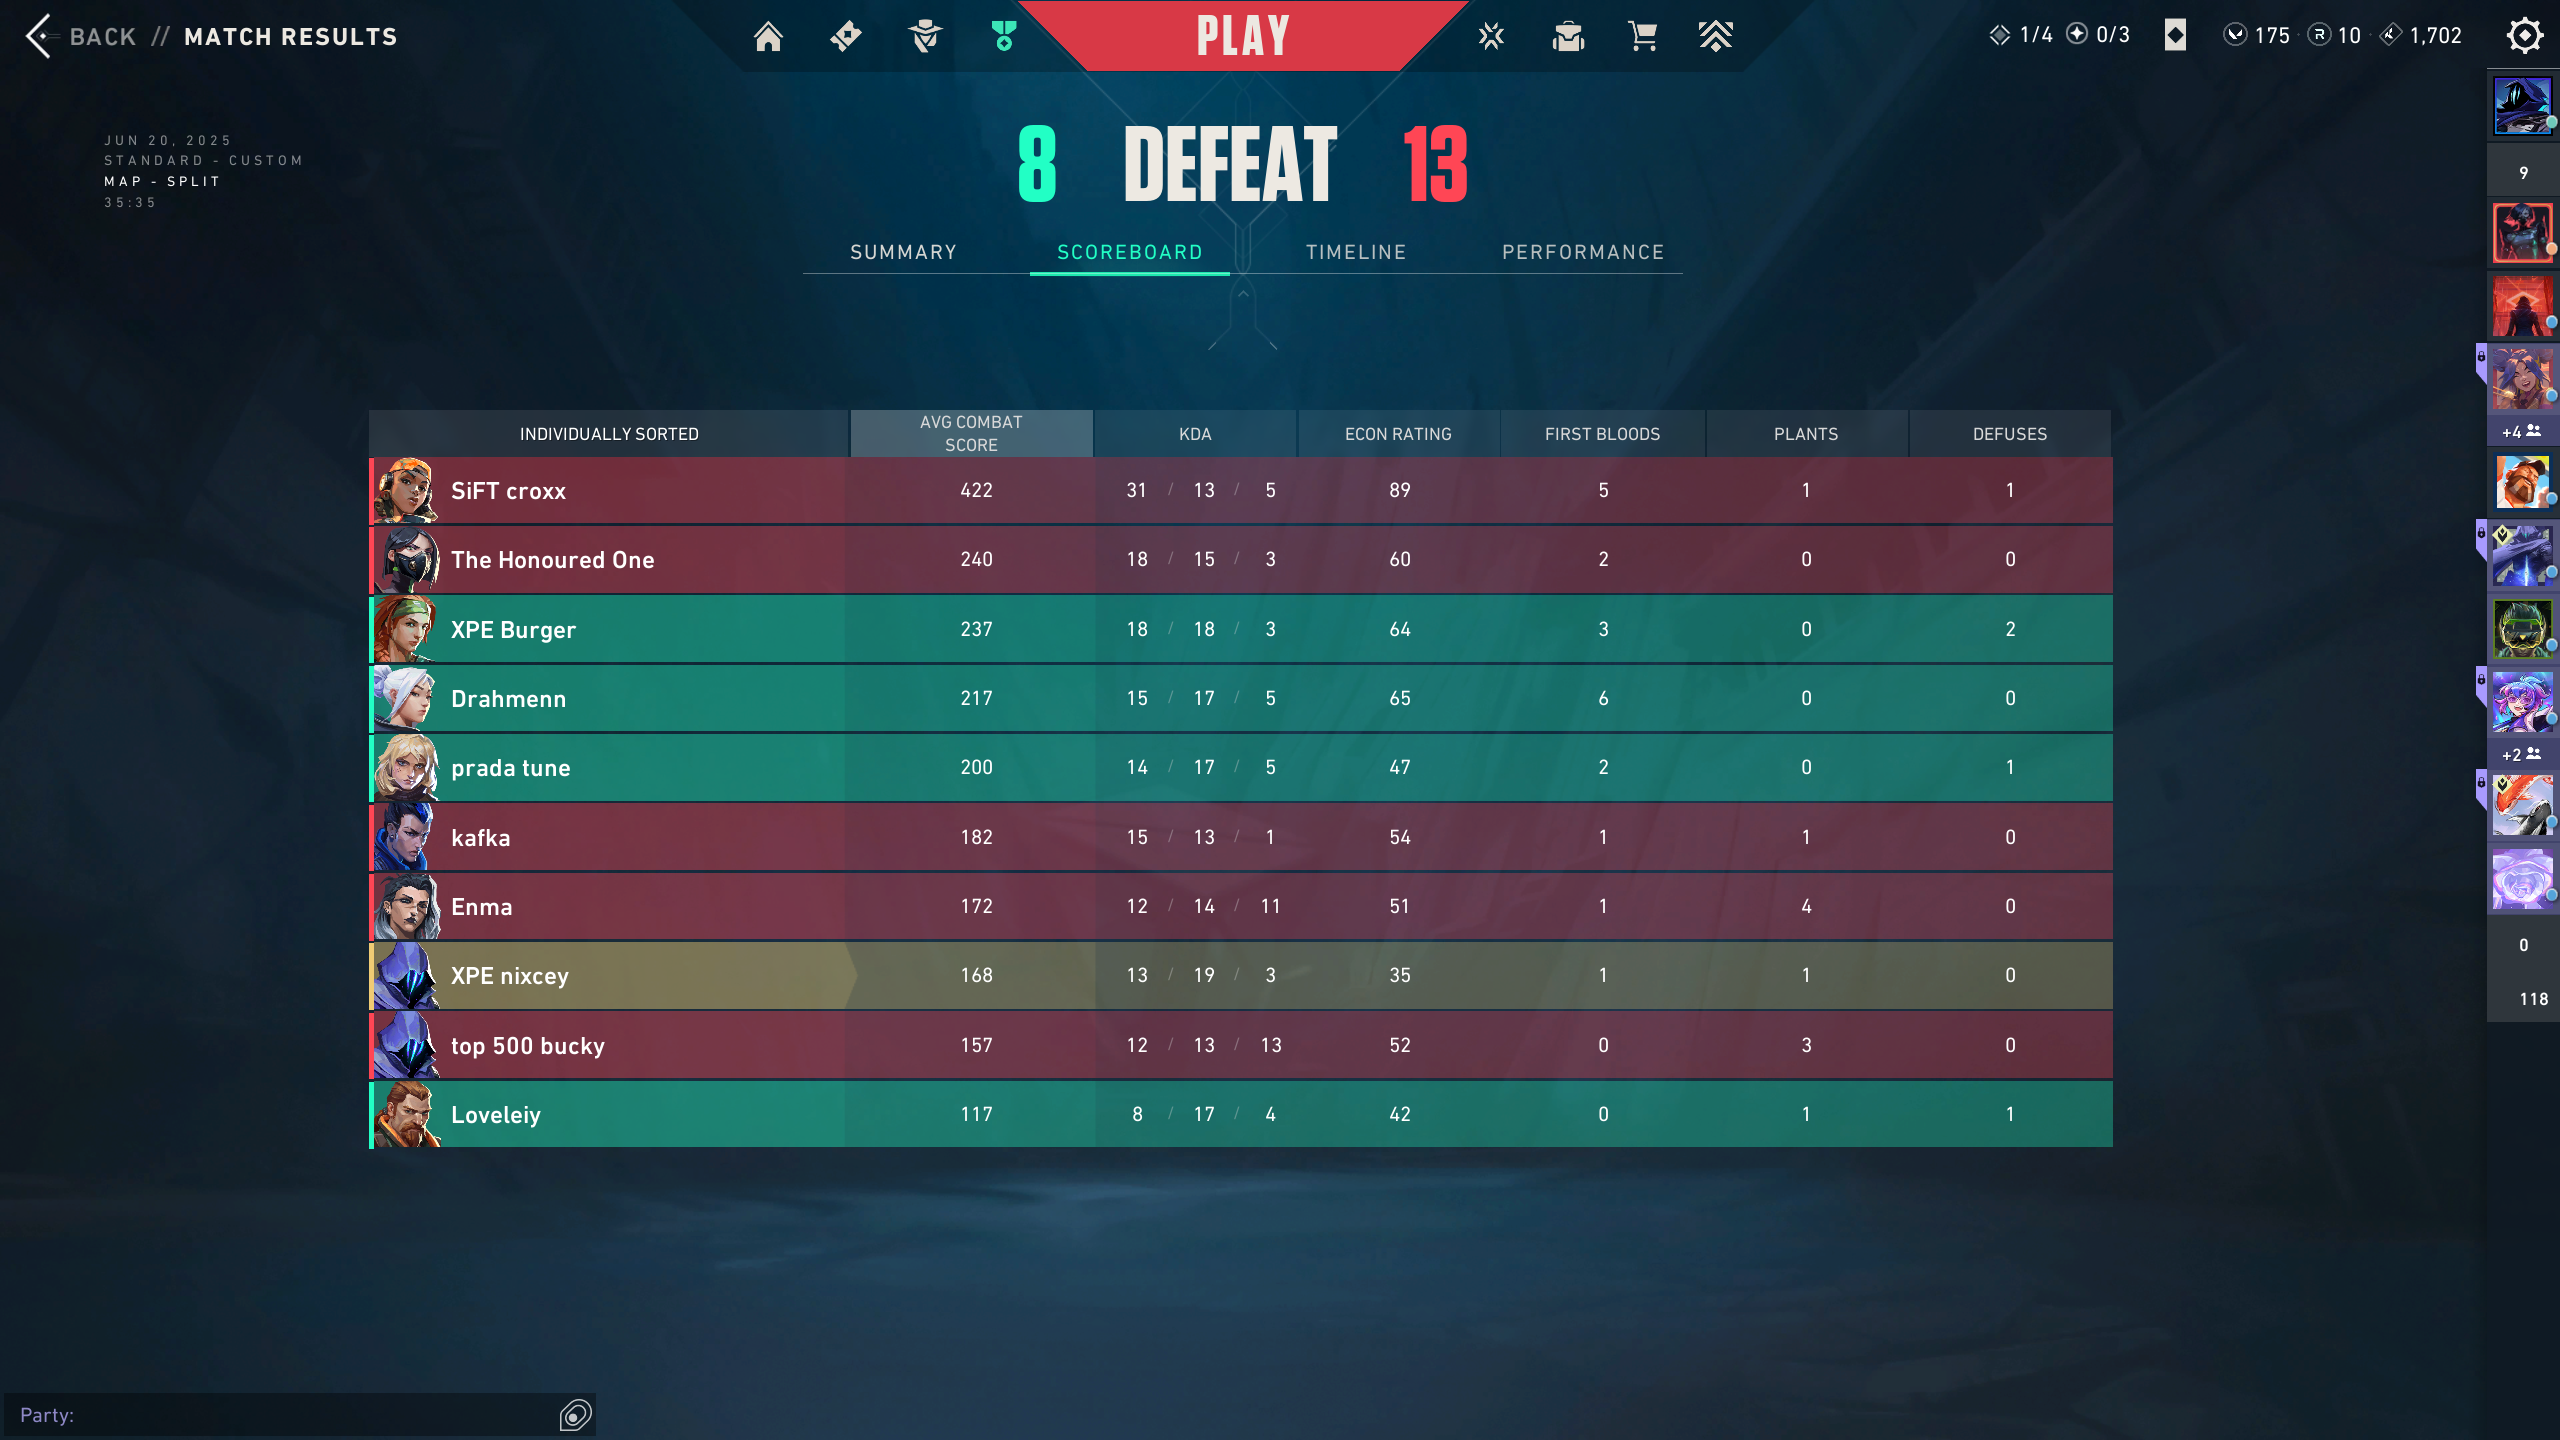 BACK // MATCH RESULTS
PLAY
1/4 0/3 175 R 10 1,702
JUN 20, 2025
STANDARD - CUSTOM
MAP - SPLIT
35:35
8 DEFEAT 13
SUMMARY SCOREBOARD TIMELINE PERFORMANCE
INDIVIDUALLY SORTED AVG COMBAT SCORE KDA ECON RATING FIRST BLOODS PLANTS DEFUSES
SiFT croxx 422 31 / 13 / 5 89 5 1 1
The Honoured One 240 18 / 15 / 3 60 2 0 0
XPE Burger 237 18 / 18 / 3 64 3 0 2
Drahmenn 217 15 / 17 / 5 65 6 0 0
prada tune 200 14 / 17 / 5 47 2 0 1
kafka 182 15 / 13 / 1 54 1 1 0
Enma 172 12 / 14 / 11 51 1 4 0
XPE nixcey 168 13 / 19 / 3 35 1 1 0
top 500 bucky 157 12 / 13 / 13 52 0 3 0
Loveleiy 117 8 / 17 / 4 42 0 1 1
9
+4
+2
0
118
Party: